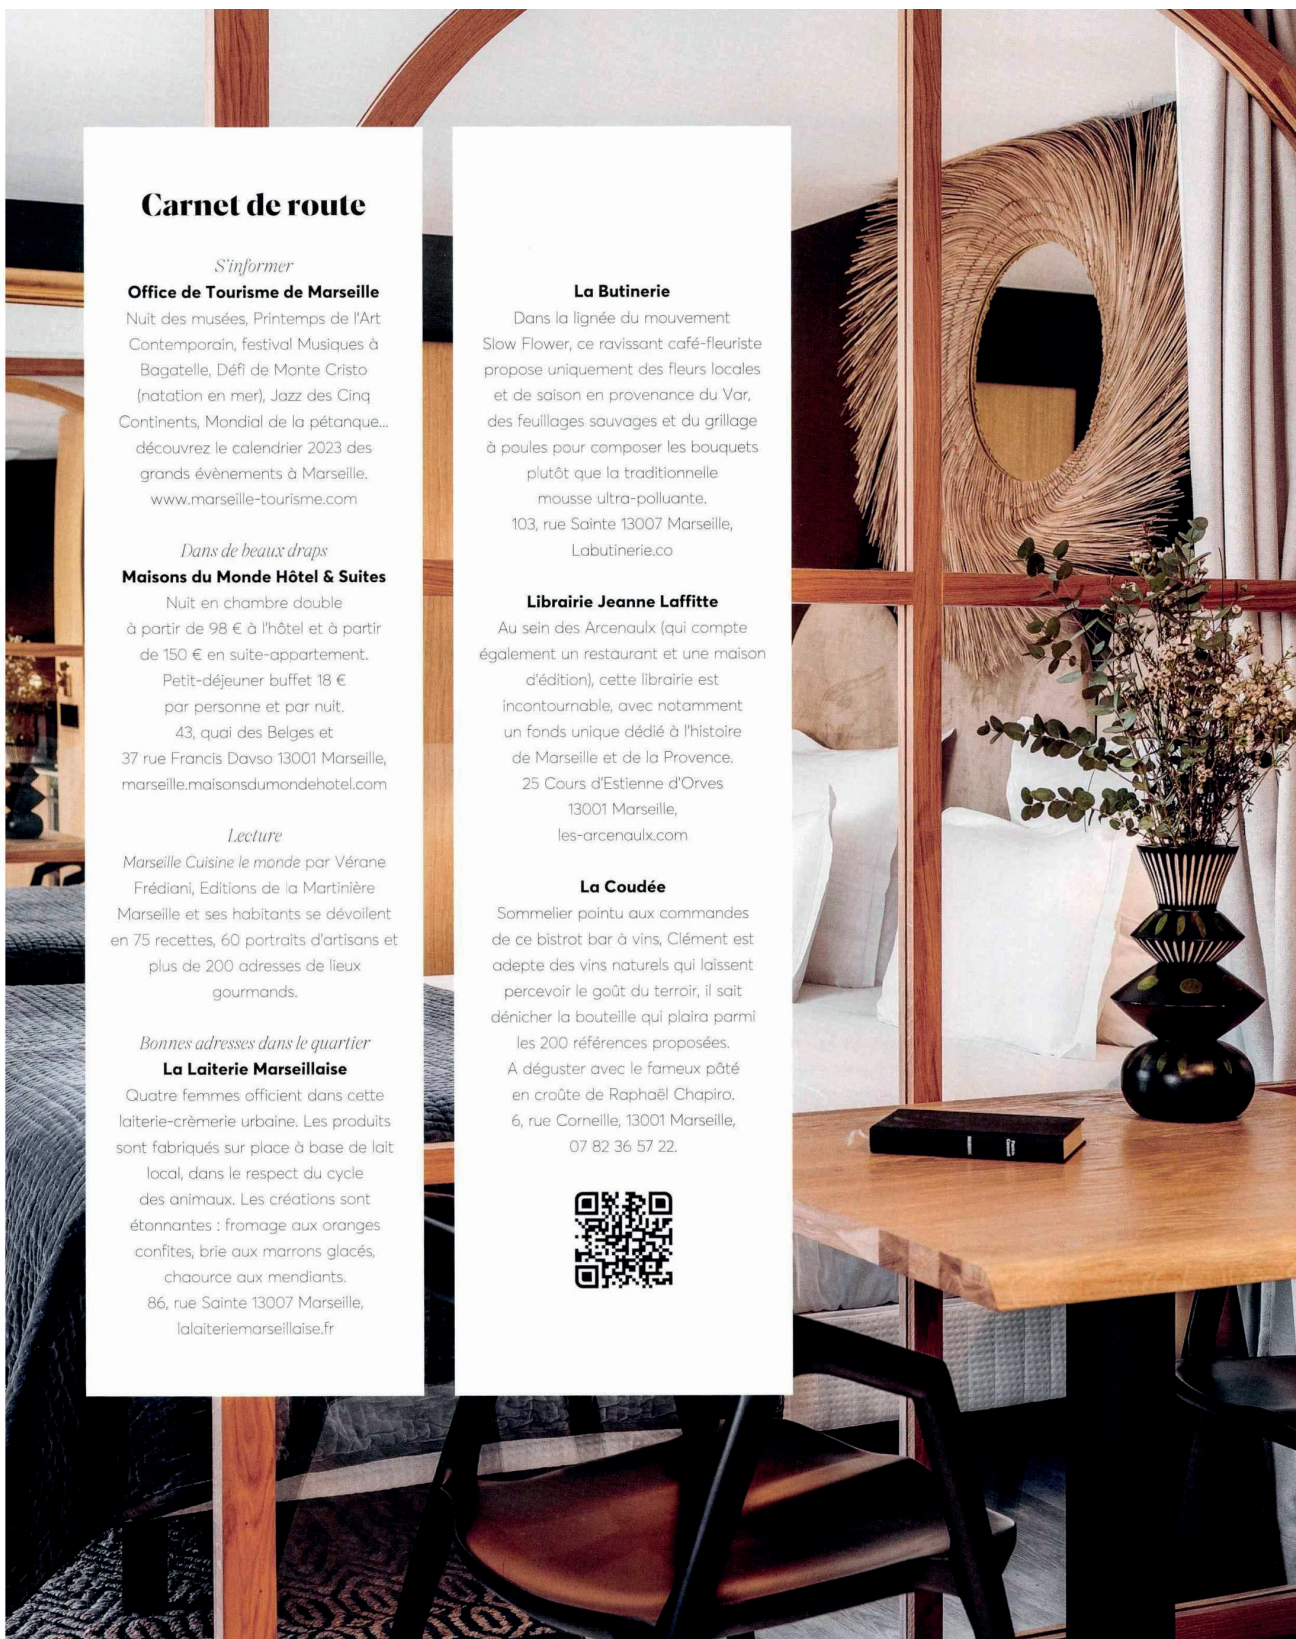 Carnet de route
S'informer
Office de Tourisme de Marseille
Nuit des musées, Printemps de l'Art
Contemporain, festival Musiques à
Bagatelle, Défi de Monte Cristo
(natation en mer), Jazz des Cinq
Continents, Mondial de la pétanque...
découvrez le calendrier 2023 des
grands évènements à Marseille.
www.marseille-tourisme.com
Dans de beaux draps
Maisons du Monde Hôtel & Suites
Nuit en chambre double
à partir de 98 € à l'hôtel et à partir
de 150 € en suite-appartement.
Petit-déjeuner buffet 18 €
par personne et par nuit.
43, quai des Belges et
37 rue Francis Davso 13001 Marseille,
marseille.maisonsdumondehotel.com
Lecture
Marseille Cuisine le monde par Vérane
Frédiani, Editions de la Martinière
Marseille et ses habitants se dévoilent
en 75 recettes, 60 portraits d'artisans et
plus de 200 adresses de lieux
gourmands.
Bonnes adresses dans le quartier
La Laiterie Marseillaise
Quatre femmes officient dans cette
laiterie-crèmerie urbaine. Les produits
sont fabriqués sur place à base de lait
local, dans le respect du cycle
des animaux. Les créations sont
étonnantes : fromage aux oranges
confites, brie aux marrons glacés,
chaource aux mendiants.
86, rue Sainte 13007 Marseille,
lalaiteriemarseillaise.fr
La Butinerie
Dans la lignée du mouvement
Slow Flower, ce ravissant café-fleuriste
propose uniquement des fleurs locales
et de saison en provenance du Var,
des feuillages sauvages et du grillage
à poules pour composer les bouquets
plutôt que la traditionnelle
mousse ultra-polluante.
103, rue Sainte 13007 Marseille,
Labutinerie.co
Librairie Jeanne Laffitte
Au sein des Arcenaulx (qui compte
également un restaurant et une maison
d'édition), cette librairie est
incontournable, avec notamment
un fonds unique dédié à l'histoire
de Marseille et de la Provence.
25 Cours d'Estienne d'Orves
13001 Marseille,
les-arcenaulx.com
La Coudée
Sommelier pointu aux commandes
de ce bistrot bar à vins, Clément est
adepte des vins naturels qui laissent
percevoir le goût du terroir, il sait
dénicher la bouteille qui plaira parmi
les 200 références proposées.
A déguster avec le fameux pâté
en croûte de Raphaël Chapiro.
6, rue Corneille, 13001 Marseille,
07 82 36 57 22.